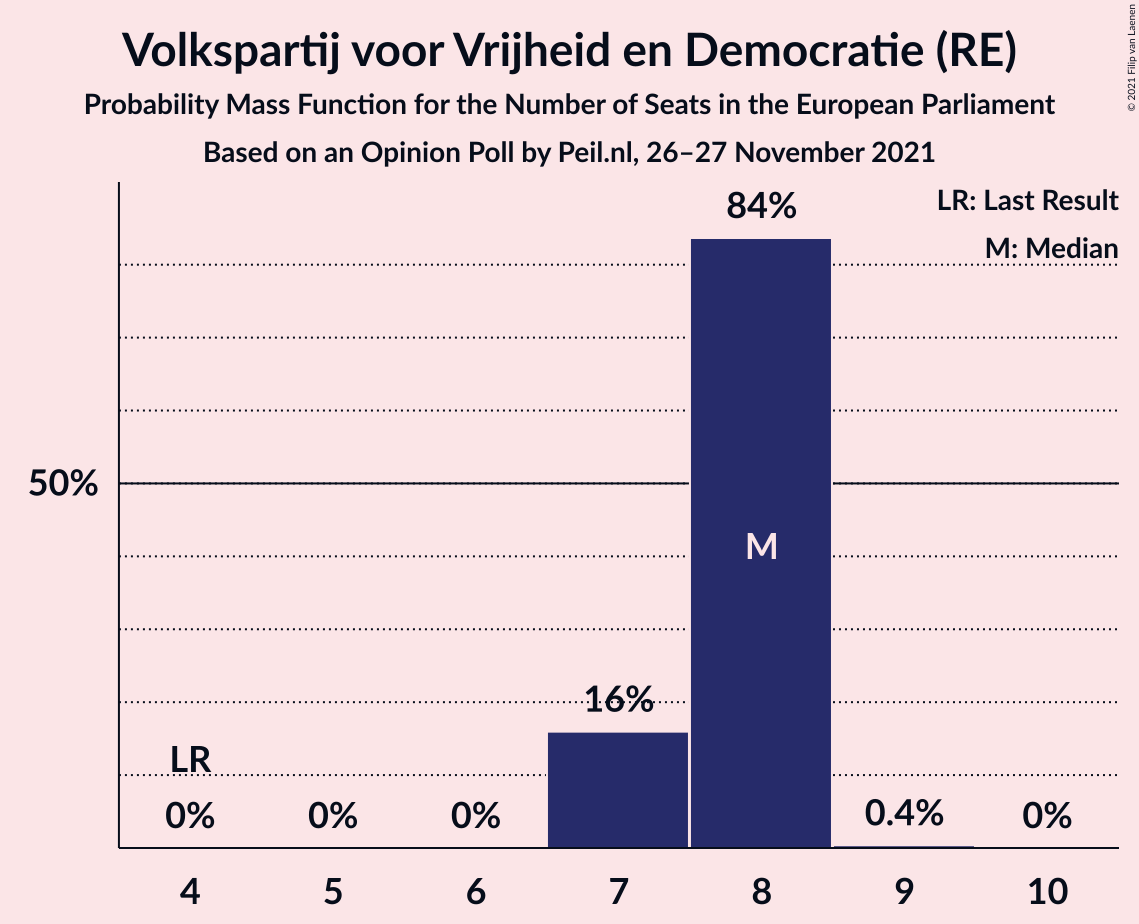 Volkspartij voor Vrijheid en Democratie (RE)
Probability Mass Function for the Number of Seats in the European Parliament
Based on an Opinion Poll by Peil.nl, 26–27 November 2021
© 2021 Filip van Laenen
LR: Last Result
M: Median
84%
50%
M
16%
LR
0%
0%
0%
0.4%
0%
4
5
6
7
8
9
10